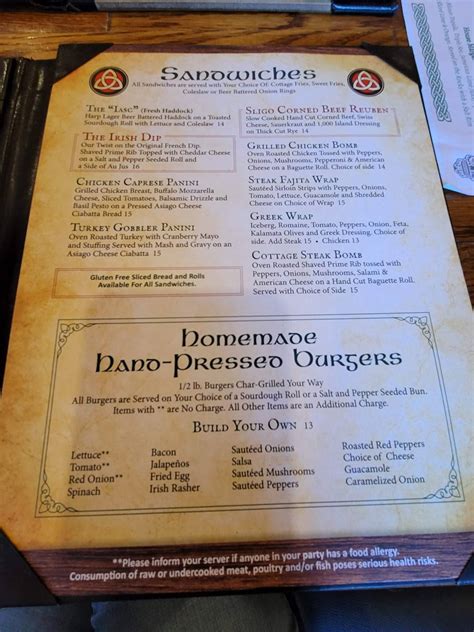 Sandwiches
All Sandwiches are served with Your Choice Of: Cottage Fries, Sweet Fries,
Coleslaw or Beer Battered Onion Rings
The "Iasc" (Fresh Haddock)
Harp Lager Beer Battered Haddock on a Toasted
Sourdough Roll with Lettuce and Coleslaw 14
The Irish Dip
Our Twist on the Original French Dip.
Shaved Prime Rib Topped with Cheddar Cheese
on a Salt and Pepper Seeded Roll and
a Side of Au Jus 16
Chicken Caprese Panini
Grilled Chicken Breast, Buffalo Mozzarella
Cheese, Sliced Tomatoes, Balsamic Drizzle and
Basil Pesto on a Pressed Asiago Cheese
Ciabatta Bread 15
Turkey Gobbler Panini
Oven Roasted Turkey with Cranberry Mayo
and Stuffing Served with Mash and Gravy on an
Asiago Cheese Ciabatta 15
Gluten Free Sliced Bread and Rolls
Available For All Sandwiches.
Sligo Corned Beef Reuben
Slow Cooked Hand Cut Corned Beef, Swiss
Cheese, Sauerkraut and 1,000 Island Dressing
on Thick Cut Rye 14
Grilled Chicken Bomb
Oven Roasted Chicken Tossed with Peppers,
Onions, Mushrooms, Pepperoni & American
Cheese on a Baguette Roll. Choice of side 14
Steak Fajita Wrap
Sautéed Sirloin Strips with Peppers, Onions,
Tomato, Lettuce, Guacamole and Shredded
Cheese on Choice of Wrap 15
Greek Wrap
Iceberg, Romaine, Tomato, Peppers, Onion, Feta,
Kalamata Olives and Greek Dressing. Choice of
side. Add Steak 15 • Chicken 13
Cottage Steak Bomb
Oven Roasted Shaved Prime Rib tossed with
Peppers, Onions, Mushrooms, Salami &
American Cheese on a Hand Cut Baguette Roll.
Served with Choice of Side 15
Homemade
Hand-Pressed Burgers
1/2 lb. Burgers Char-Grilled Your Way
All Burgers are Served on Your Choice of a Sourdough Roll or a Salt and Pepper Seeded Bun.
Items with ** are No Charge. All Other Items are an Additional Charge.
Build Your Own 13
Lettuce**
Tomato**
Red Onion**
Spinach
Bacon
Jalapeños
Fried Egg
Irish Rasher
Sautéed Onions
Salsa
Sautéed Mushrooms
Sautéed Peppers
Roasted Red Peppers
Choice of Cheese
Guacamole
Caramelized Onion
**Please inform your server if anyone in your party has a food allergy.
Consumption of raw or undercooked meat, poultry and/or fish poses serious health risks.